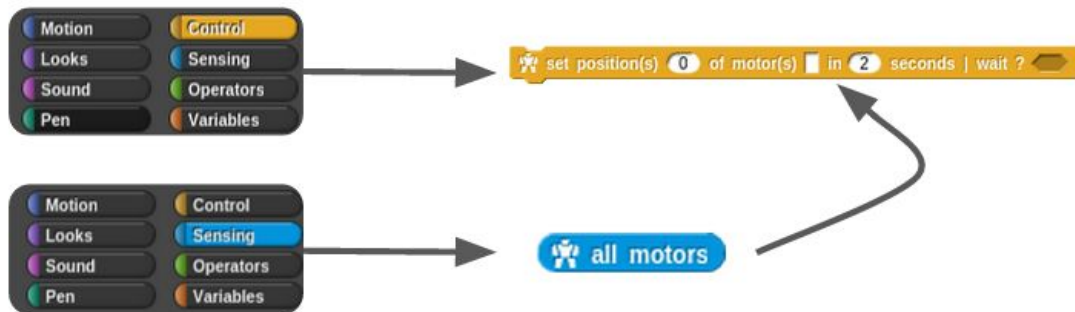 Motion Control
Looks Sensing
Sound Operators
Pen Variables
set position(s) 0 of motor(s) in 2 seconds | wait ?
Motion Control
Looks Sensing
Sound Operators
Pen Variables
all motors